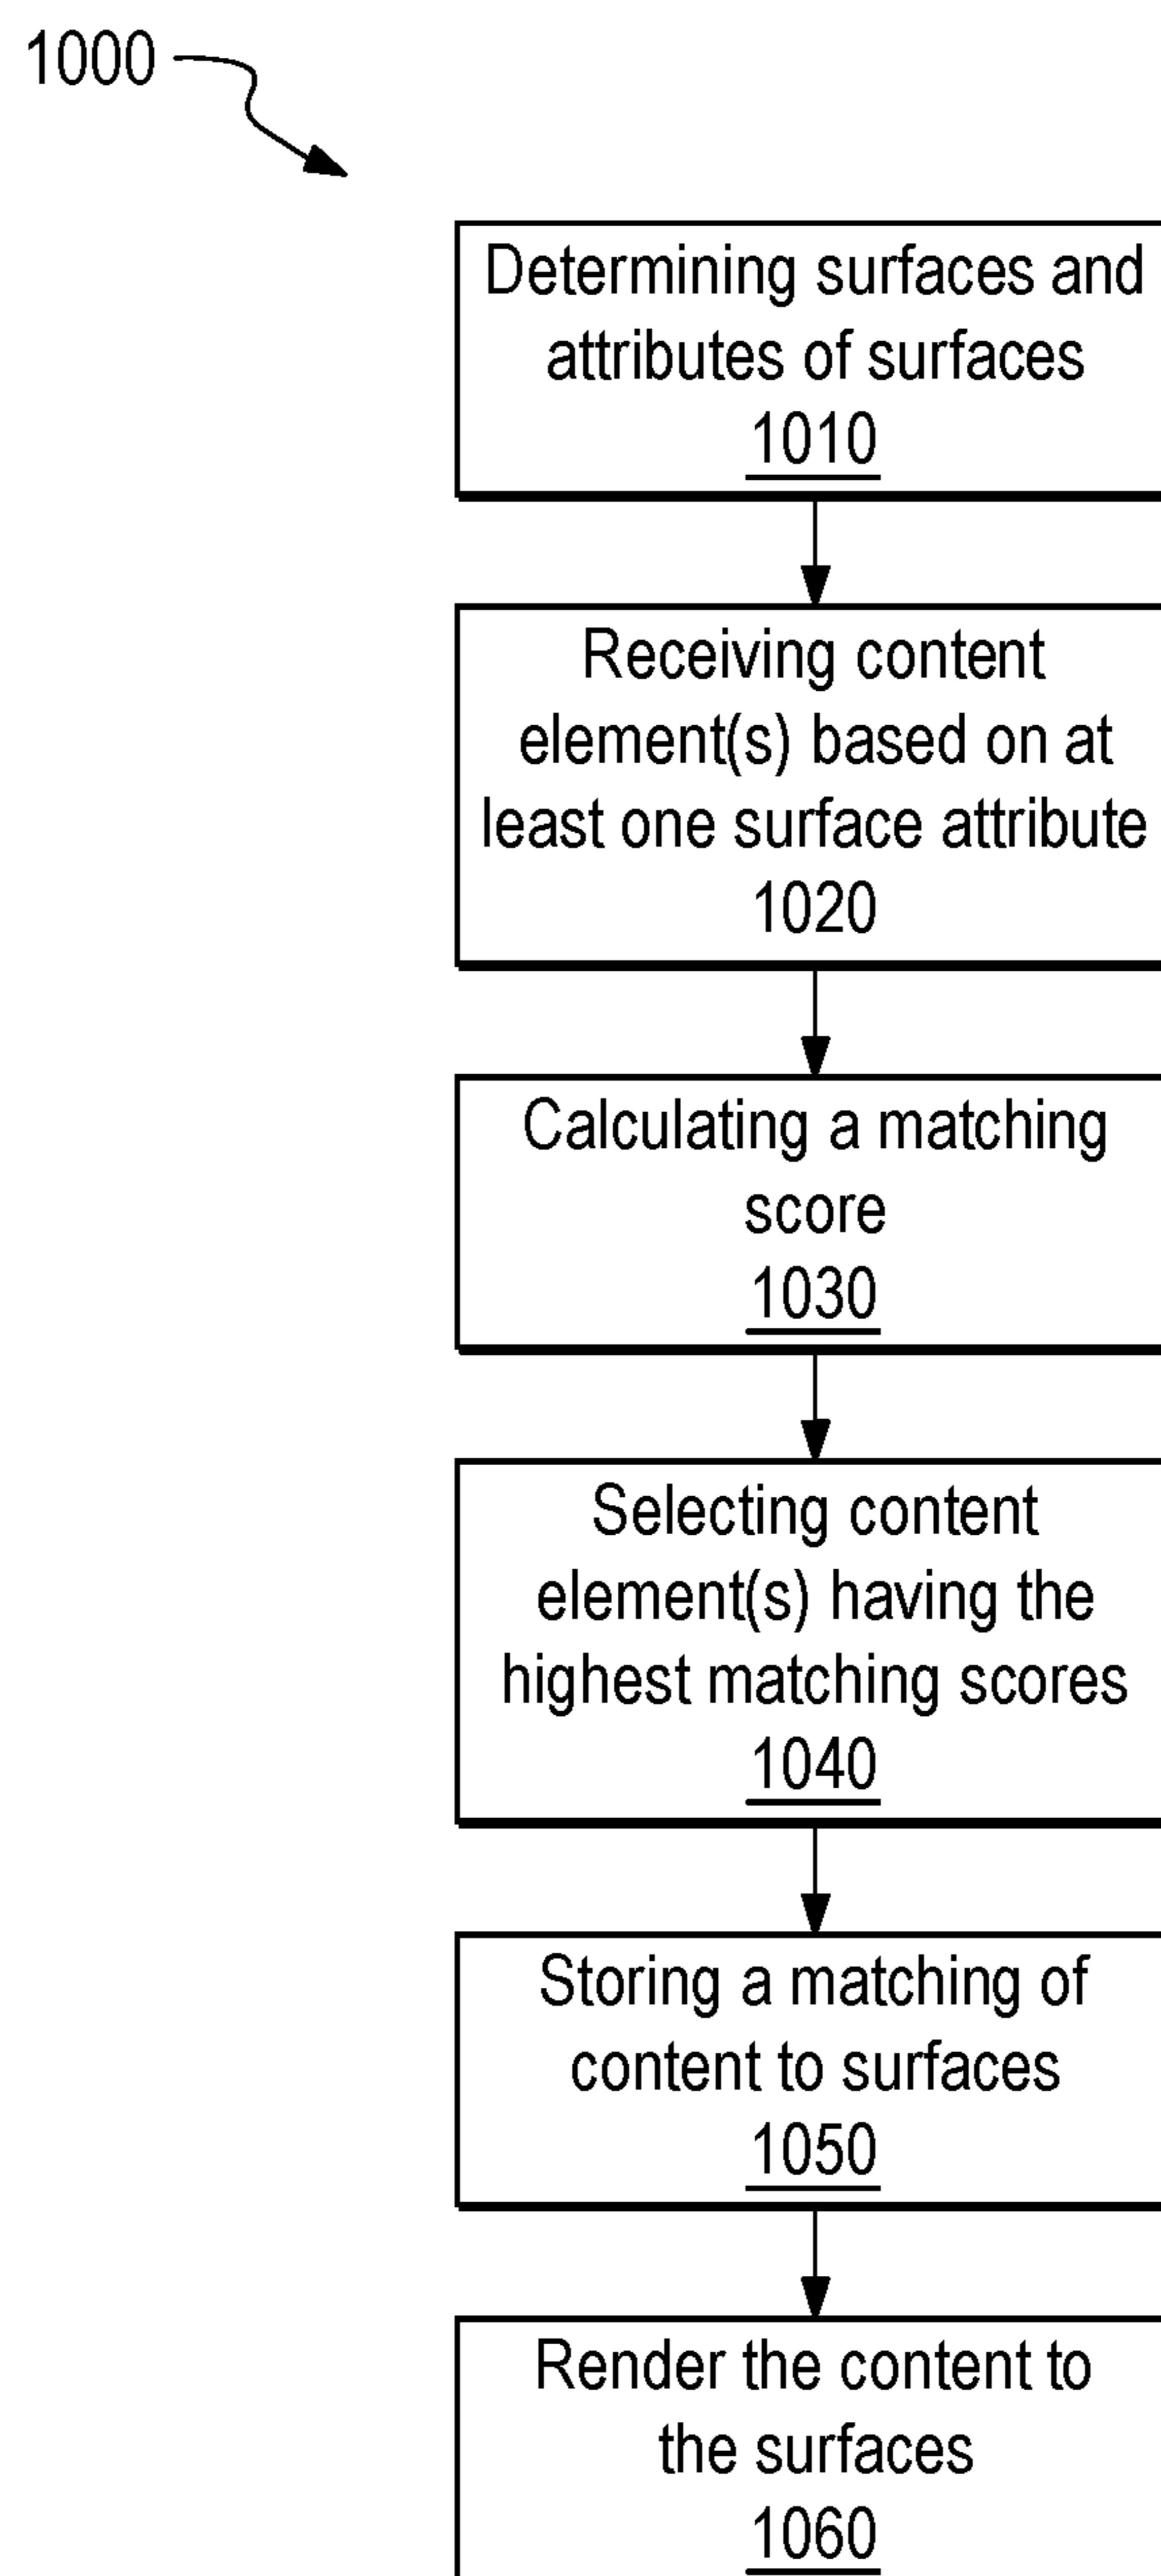 1000
Determining surfaces and
attributes of surfaces
1010
Receiving content
element(s) based on at
least one surface attribute
1020
Calculating a matching
score
1030
Selecting content
element(s) having the
highest matching scores
1040
Storing a matching of
content to surfaces
1050
Render the content to
the surfaces
1060